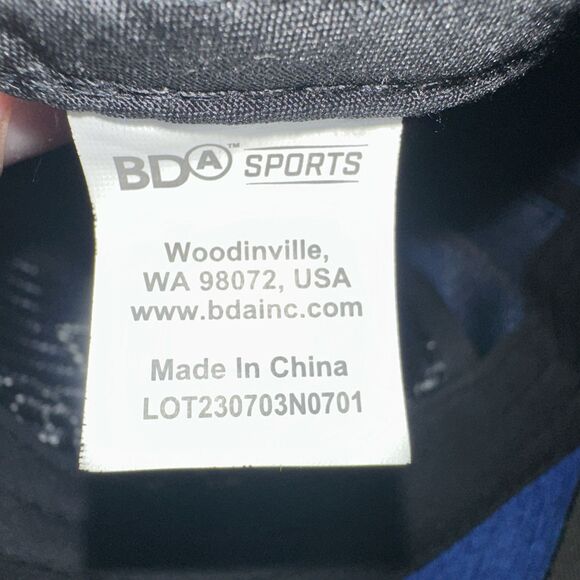 BDA™ SPORTS
Woodinville,
WA 98072, USA
www.bdainc.com
Made In China
LOT230703N0701